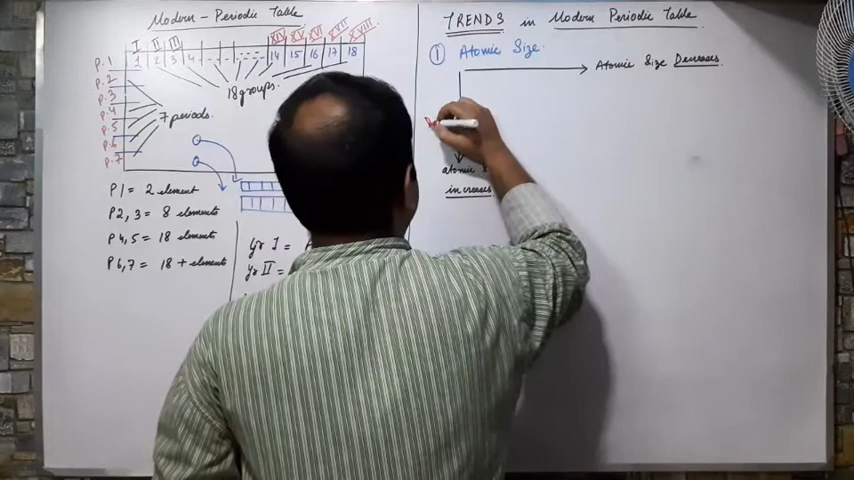 Modern - Periodic Table
I II III XIV XV XVI XVII XVIII
P.1 1 2 3 4 14 15 16 17 18
P.2
P.3
P.4
P.5
P.6
P.7
18 groups.
7 periods.
P1 = 2 element
P2, 3 = 8 elements
P4, 5 = 18 elements
P6, 7 = 18 + elements
gr I =
gr II =
TRENDS in Modern Periodic Table
① Atomic Size.
Atomic Size Decreases.
atomic
increases